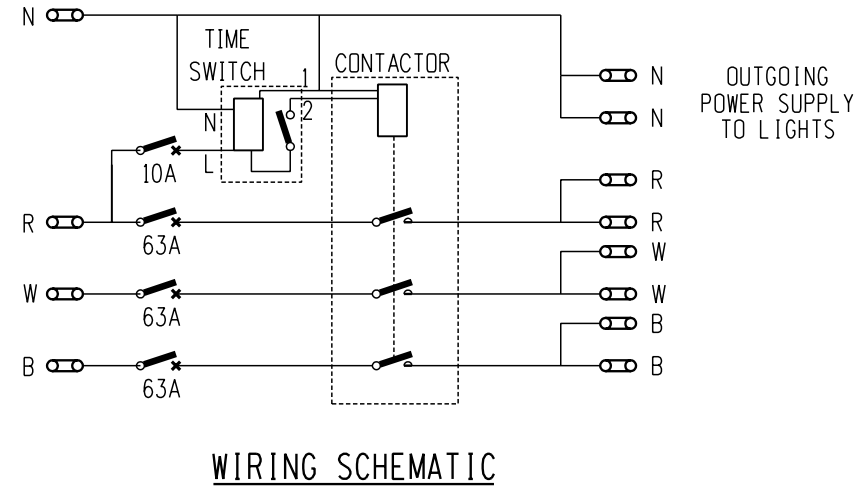 N
TIME
SWITCH
CONTACTOR
1
2
N
L
10A
R
63A
W
63A
B
63A
N
N
R
R
W
W
B
B
OUTGOING
POWER SUPPLY
TO LIGHTS
WIRING SCHEMATIC